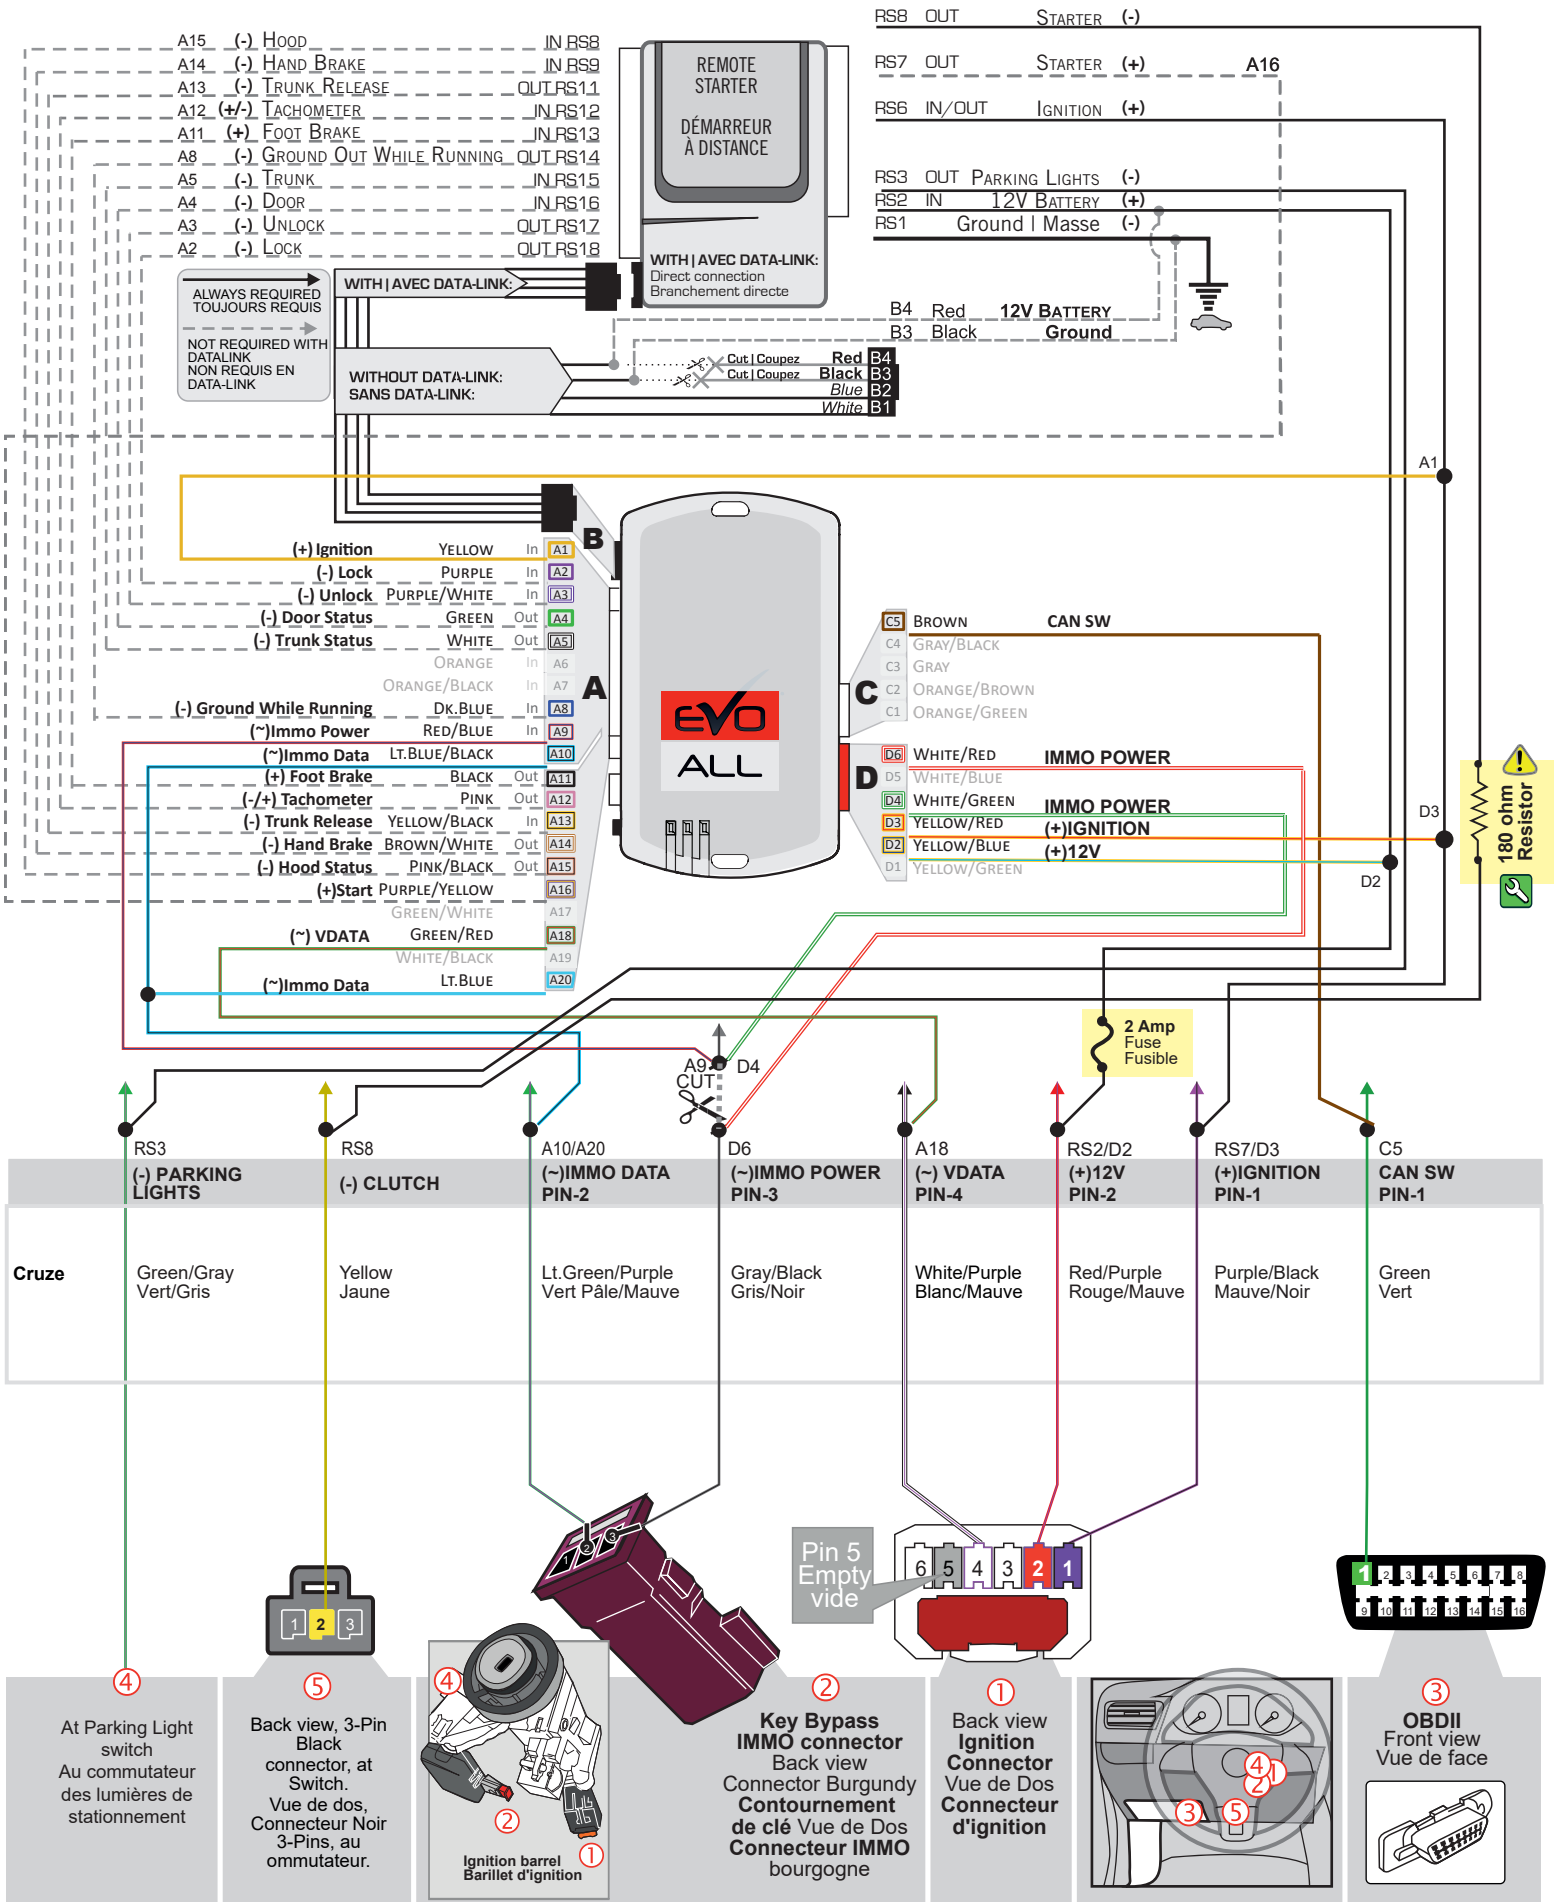 RS8 OUT STARTER (-)
A15 (-) HOOD IN RS8
A14 (-) HAND BRAKE IN RS9
A13 (-) TRUNK RELEASE OUT RS11
A12 (+/-) TACHOMETER IN RS12
A11 (+) FOOT BRAKE IN RS13
A8 (-) GROUND OUT WHILE RUNNING OUT RS14
A5 (-) TRUNK IN RS15
A4 (-) DOOR IN RS16
A3 (-) UNLOCK OUT RS17
A2 (-) LOCK OUT RS18
REMOTE
STARTER
DÉMARREUR
À DISTANCE
WITH | AVEC DATA-LINK:
Direct connection
Branchement directe
RS7 OUT STARTER (+) A16
RS6 IN/OUT IGNITION (+)
RS3 OUT PARKING LIGHTS (-)
RS2 IN 12V BATTERY (+)
RS1 Ground | Masse (-)
ALWAYS REQUIRED
TOUJOURS REQUIS
NOT REQUIRED WITH
DATALINK
NON REQUIS EN
DATA-LINK
WITH | AVEC DATA-LINK:
WITHOUT DATA-LINK:
SANS DATA-LINK:
B4 Red 12V BATTERY
B3 Black Ground
Cut | Coupez Red B4
Cut | Coupez Black B3
Blue B2
White B1
A1
B
(+) Ignition YELLOW In A1
(-) Lock PURPLE In A2
(-) Unlock PURPLE/WHITE In A3
(-) Door Status GREEN Out A4
(-) Trunk Status WHITE Out A5
ORANGE In A6
ORANGE/BLACK In A7
(-) Ground While Running DK.BLUE In A8
(~)Immo Power RED/BLUE In A9
(~)Immo Data LT.BLUE/BLACK A10
(+) Foot Brake BLACK Out A11
(-/+) Tachometer PINK Out A12
(-) Trunk Release YELLOW/BLACK In A13
(-) Hand Brake BROWN/WHITE Out A14
(-) Hood Status PINK/BLACK Out A15
(+)Start PURPLE/YELLOW A16
GREEN/WHITE A17
(~) VDATA GREEN/RED A18
WHITE/BLACK A19
(~)Immo Data LT.BLUE A20
A
EVO
ALL
C
C5 BROWN CAN SW
C4 GRAY/BLACK
C3 GRAY
C2 ORANGE/BROWN
C1 ORANGE/GREEN
D
D6 WHITE/RED IMMO POWER
D5 WHITE/BLUE
D4 WHITE/GREEN IMMO POWER
D3 YELLOW/RED (+)IGNITION
D2 YELLOW/BLUE (+)12V
D1 YELLOW/GREEN
D3
D2
180 ohm
Resistor
2 Amp
Fuse
Fusible
A9 D4
CUT
RS3
RS8
A10/A20
D6
A18
RS2/D2
RS7/D3
C5
(-) PARKING
LIGHTS
(-) CLUTCH
(~)IMMO DATA
PIN-2
(~)IMMO POWER
PIN-3
(~) VDATA
PIN-4
(+)12V
PIN-2
(+)IGNITION
PIN-1
CAN SW
PIN-1
Cruze
Green/Gray
Vert/Gris
Yellow
Jaune
Lt.Green/Purple
Vert Pâle/Mauve
Gray/Black
Gris/Noir
White/Purple
Blanc/Mauve
Red/Purple
Rouge/Mauve
Purple/Black
Mauve/Noir
Green
Vert
1 2 3
1 2 3
Pin 5
Empty
vide
6 5 4 3 2 1
1 2 3 4 5 6 7 8
9 10 11 12 13 14 15 16
4
At Parking Light
switch
Au commutateur
des lumières de
stationnement
5
Back view, 3-Pin
Black
connector, at
Switch.
Vue de dos,
Connecteur Noir
3-Pins, au
ommutateur.
4
2
1
Ignition barrel
Barillet d'ignition
2
Key Bypass
IMMO connector
Back view
Connector Burgundy
Contournement
de clé Vue de Dos
Connecteur IMMO
bourgogne
1
Back view
Ignition
Connector
Vue de Dos
Connecteur
d'ignition
4
1
2
3
5
3
OBDII
Front view
Vue de face